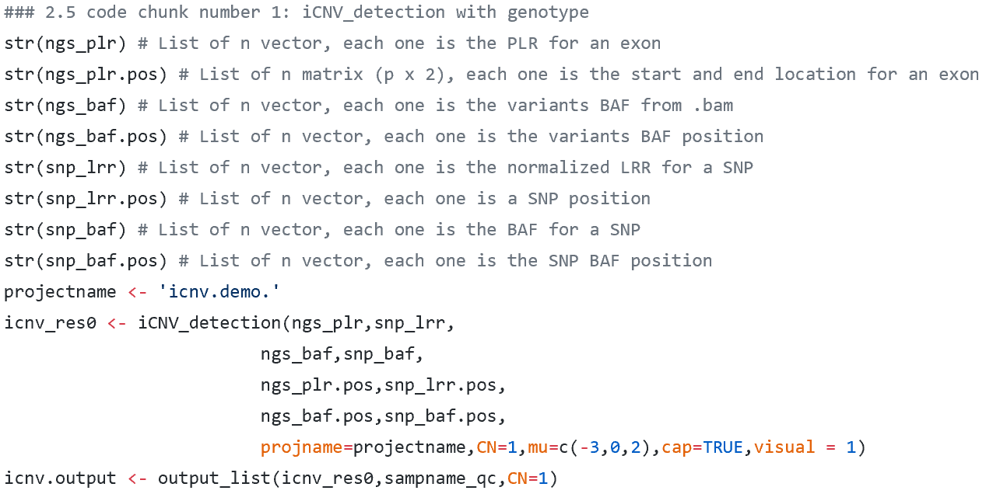 ### 2.5 code chunk number 1: iCNV_detection with genotype
str(ngs_plr) # List of n vector, each one is the PLR for an exon
str(ngs_plr.pos) # List of n matrix (p x 2), each one is the start and end location for an exon
str(ngs_baf) # List of n vector, each one is the variants BAF from .bam
str(ngs_baf.pos) # List of n vector, each one is the variants BAF position
str(snp_lrr) # List of n vector, each one is the normalized LRR for a SNP
str(snp_lrr.pos) # List of n vector, each one is a SNP position
str(snp_baf) # List of n vector, each one is the BAF for a SNP
str(snp_baf.pos) # List of n vector, each one is the SNP BAF position
projectname <- 'icnv.demo.'
icnv_res0 <- iCNV_detection(ngs_plr,snp_lrr,
                         ngs_baf,snp_baf,
                         ngs_plr.pos,snp_lrr.pos,
                         ngs_baf.pos,snp_baf.pos,
                         projname=projectname,CN=1,mu=c(-3,0,2),cap=TRUE,visual = 1)
icnv.output <- output_list(icnv_res0,sampname_qc,CN=1)